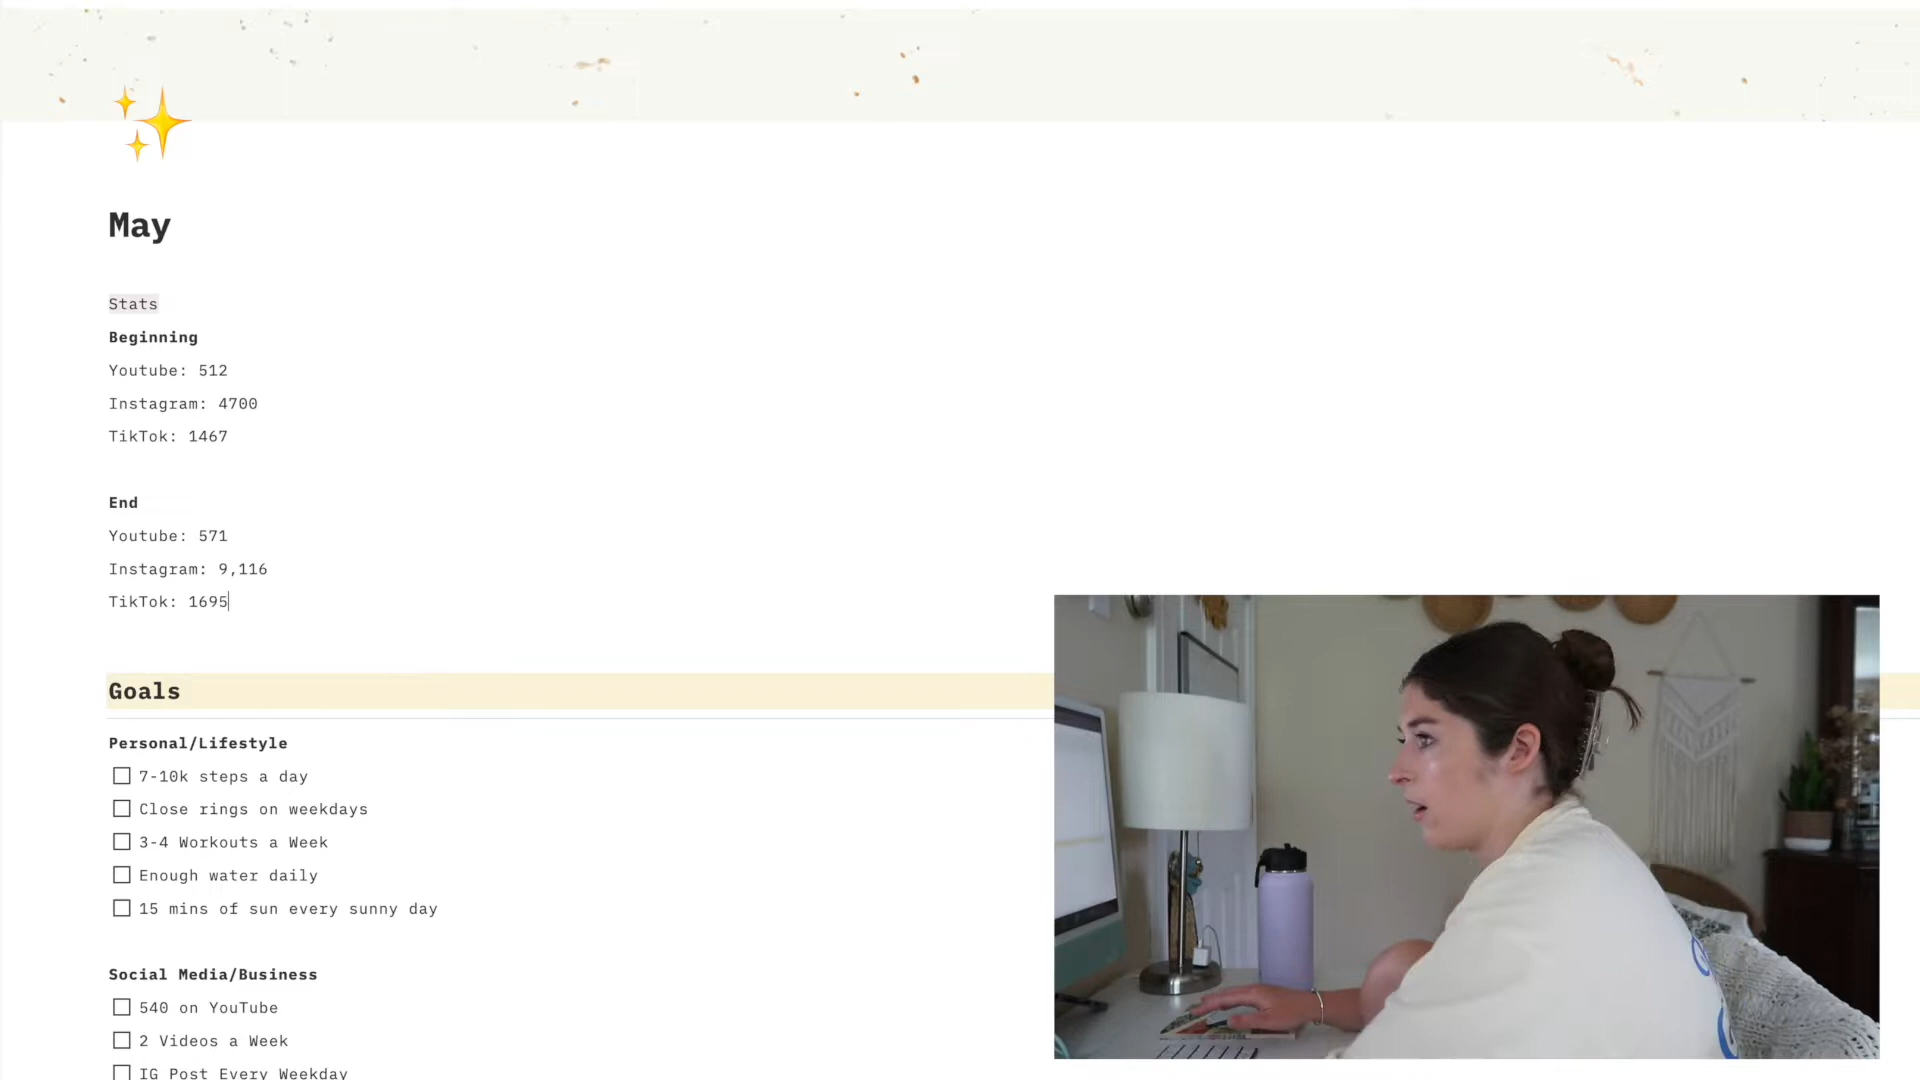 May
Stats
Beginning
Youtube: 512
Instagram: 4700
TikTok: 1467
End
Youtube: 571
Instagram: 9,116
TikTok: 1695
Goals
Personal/Lifestyle
7-10k steps a day
Close rings on weekdays
3-4 Workouts a Week
Enough water daily
15 mins of sun every sunny day
Social Media/Business
540 on YouTube
2 Videos a Week
IG Post Every Weekday